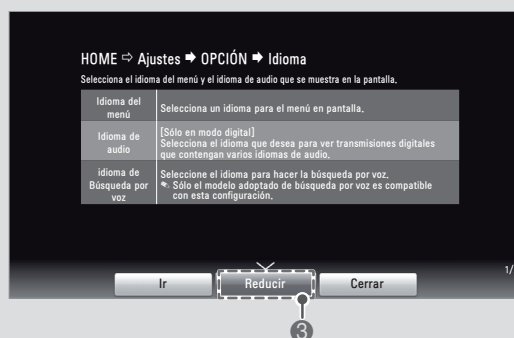 HOME ⇨ Ajustes ➡ OPCIÓN ➡ Idioma
Selecciona el idioma del menú y el idioma de audio que se muestra en la pantalla.
Idioma del
menú
Selecciona un idioma para el menú en pantalla.
Idioma de
audio
[Sólo en modo digital]
Selecciona el idioma que desea para ver transmisiones digitales
que contengan varios idiomas de audio.
idioma de
Búsqueda por
voz
Seleccione el idioma para hacer la búsqueda por voz.
✎ Sólo el modelo adoptado de búsqueda por voz es compatible
con esta configuración.
1/
Ir
Reducir
Cerrar
3